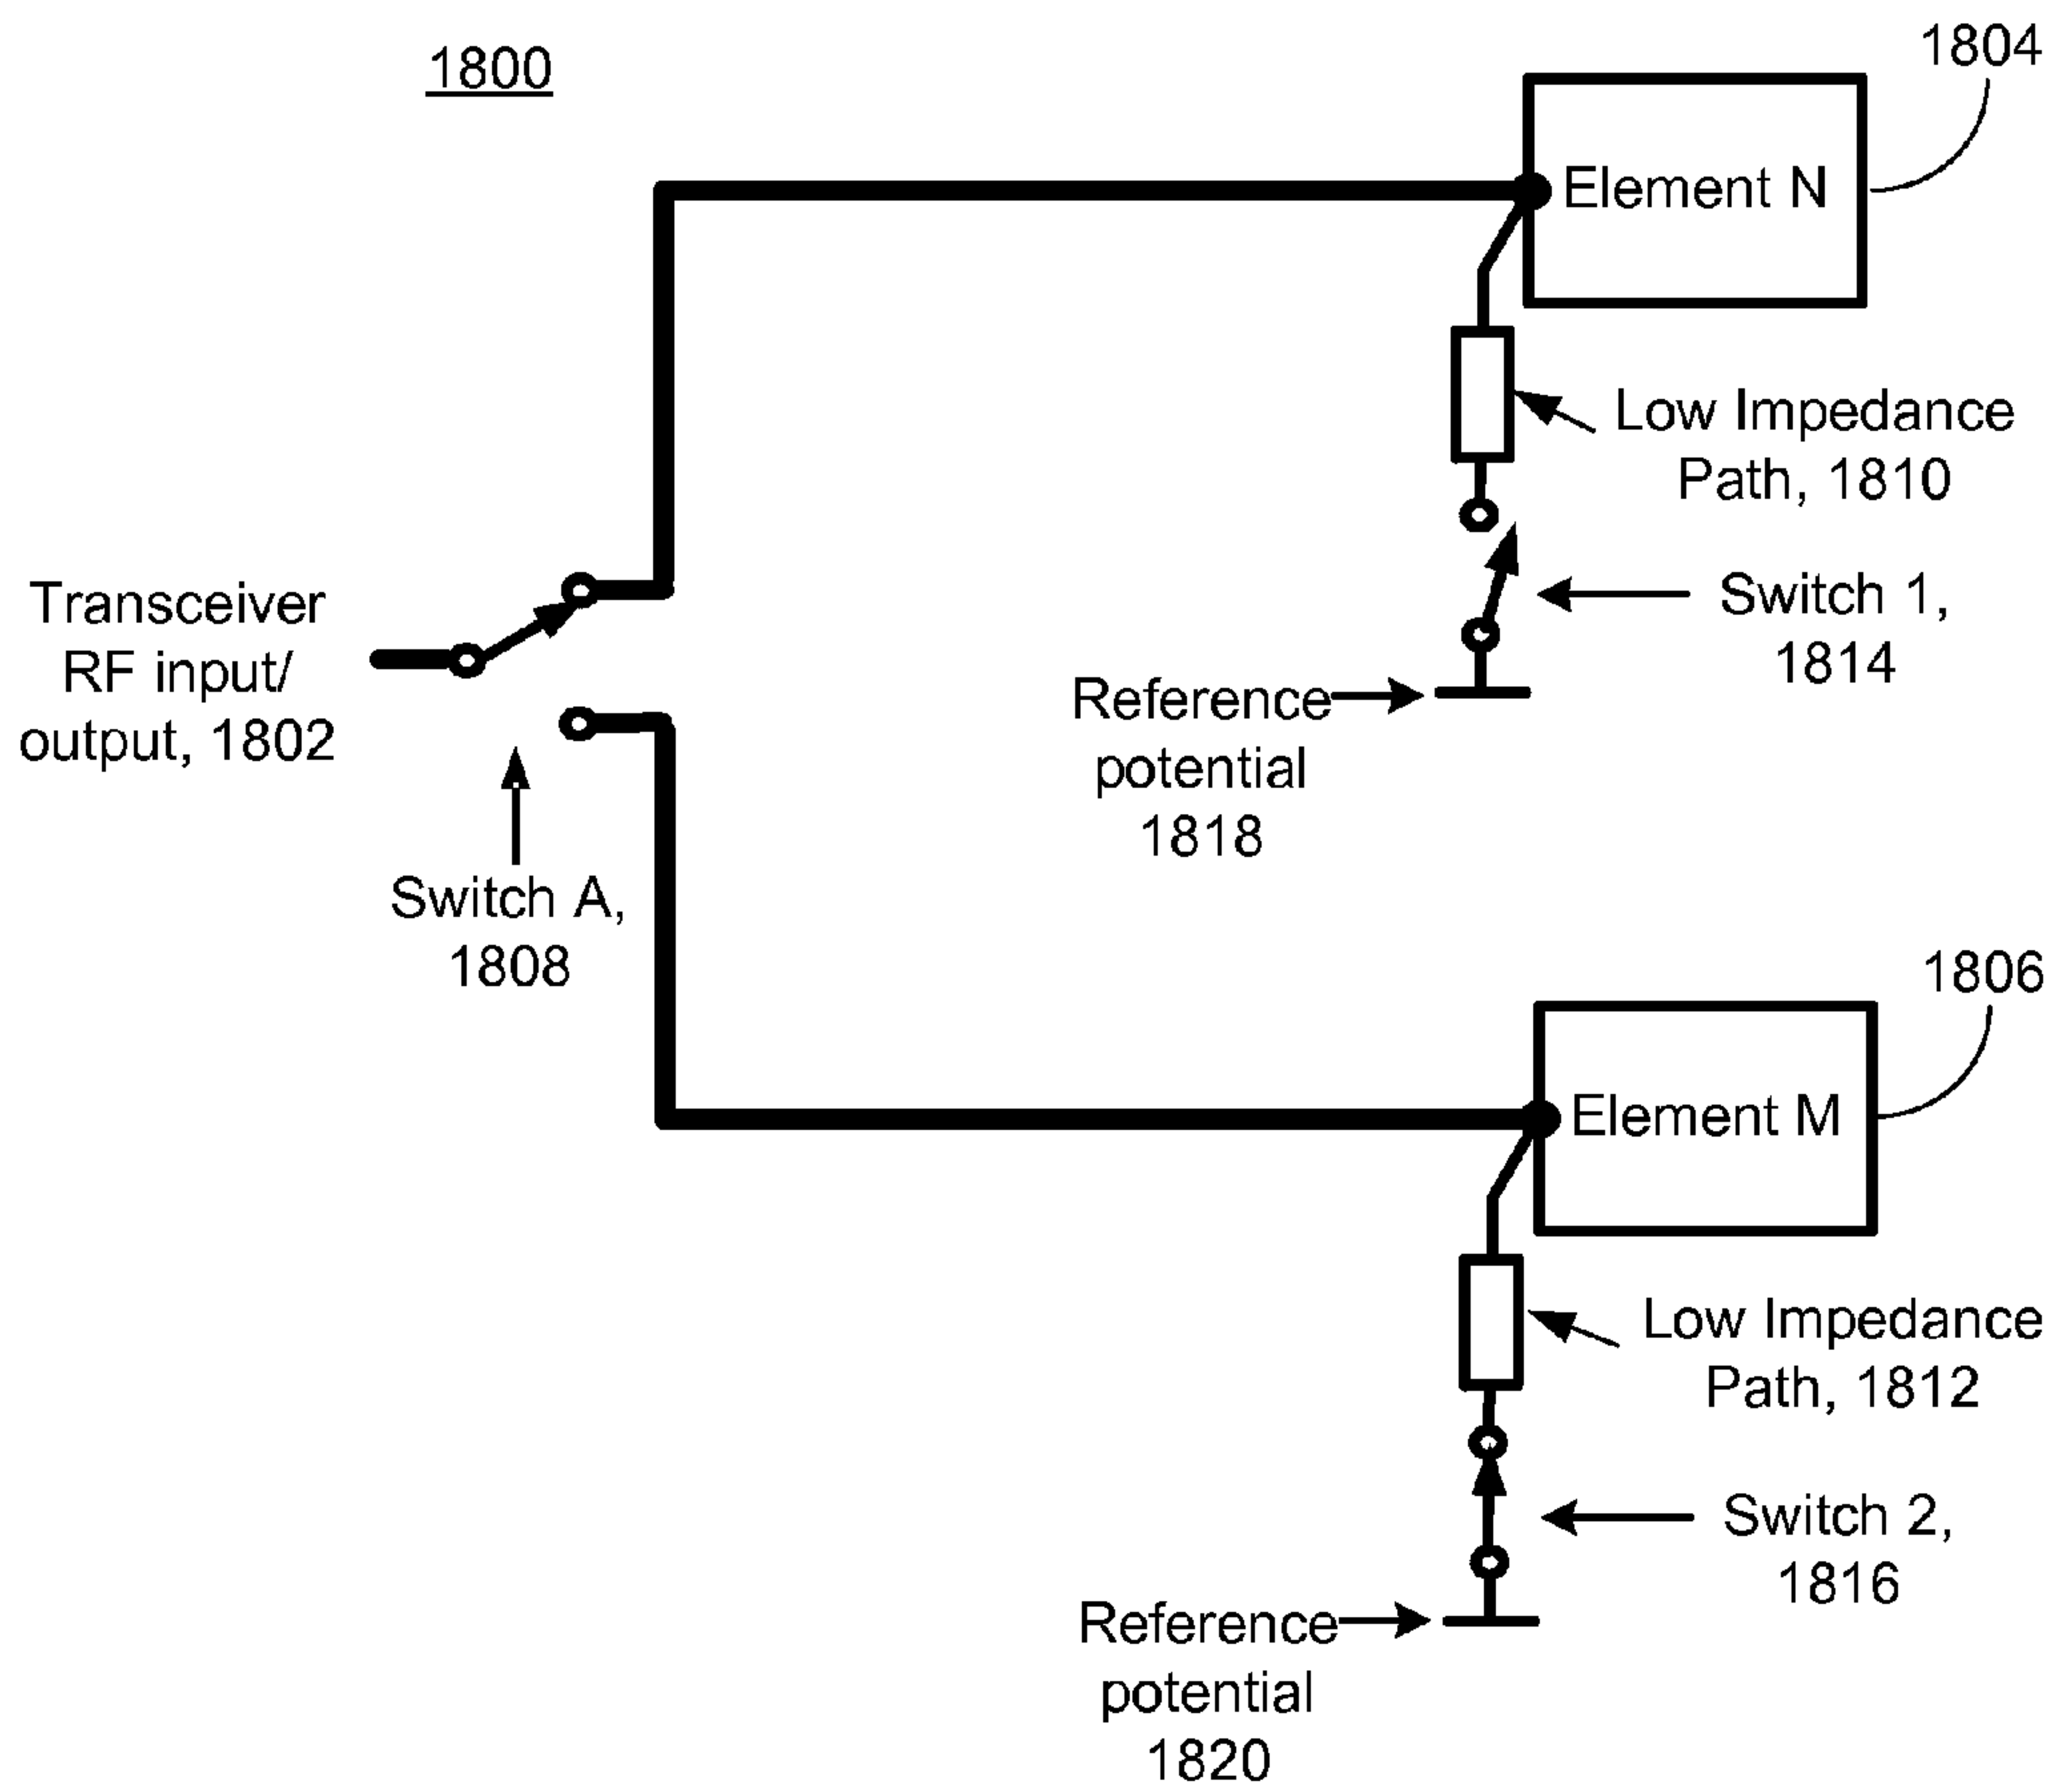 1800
1804
Element N
Low Impedance
Path, 1810
Switch 1,
1814
Transceiver
RF input/
output, 1802
Reference
potential
1818
Switch A,
1808
1806
Element M
Low Impedance
Path, 1812
Switch 2,
1816
Reference
potential
1820